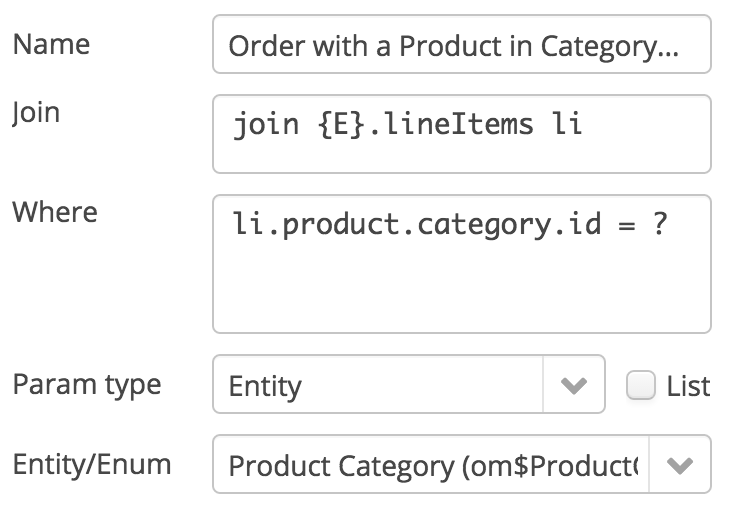 Name
Order with a Product in Category...
Join
join {E}.lineItems li
Where
li.product.category.id = ?
Param type
Entity
List
Entity/Enum
Product Category (om$Product